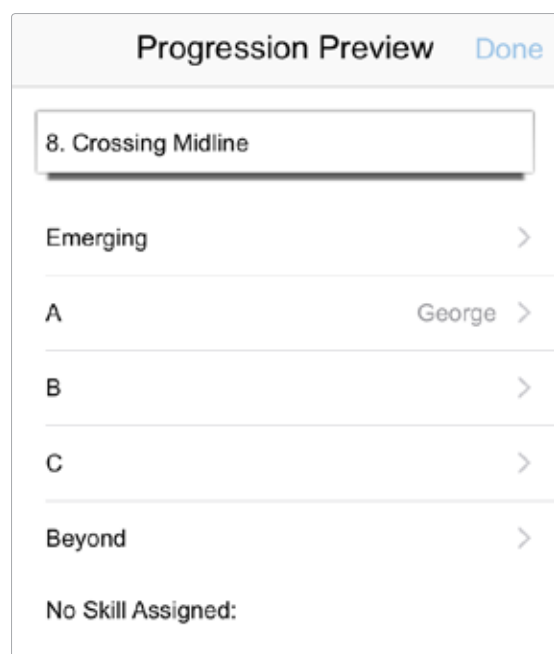 Progression Preview Done
8. Crossing Midline
Emerging
A George
B
C
Beyond
No Skill Assigned: